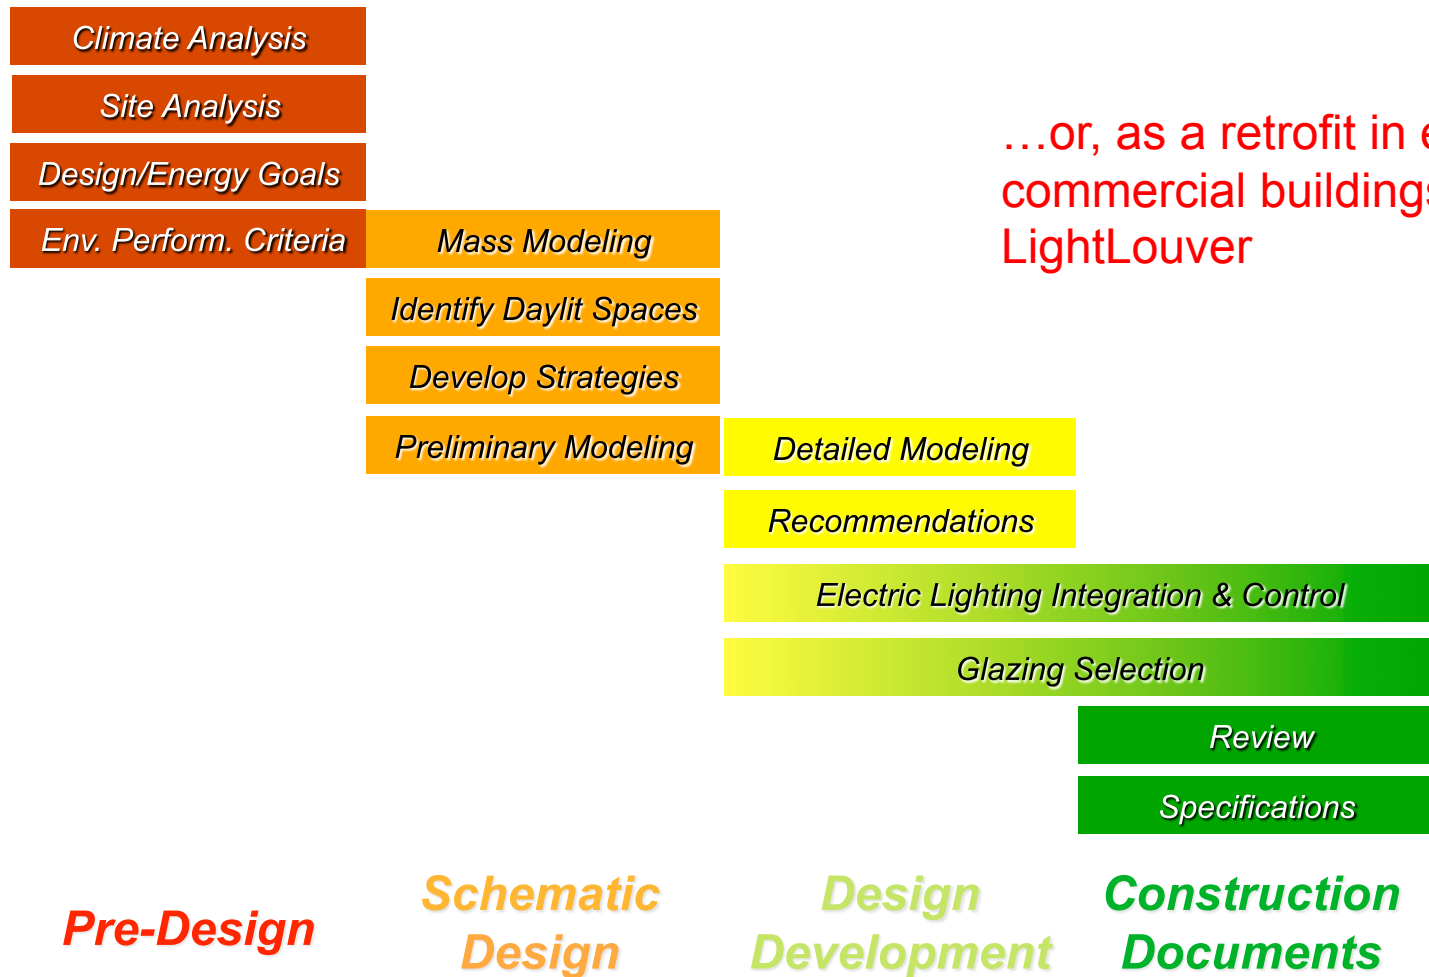 Climate Analysis
Site Analysis
Design/Energy Goals
Env. Perform. Criteria
Mass Modeling
Identify Daylit Spaces
Develop Strategies
Preliminary Modeling
…or, as a retrofit in
commercial buildings
LightLouver
Detailed Modeling
Recommendations
Electric Lighting Integration & Control
Glazing Selection
Review
Specifications
Pre-Design
Schematic
Design
Design
Development
Construction
Documents